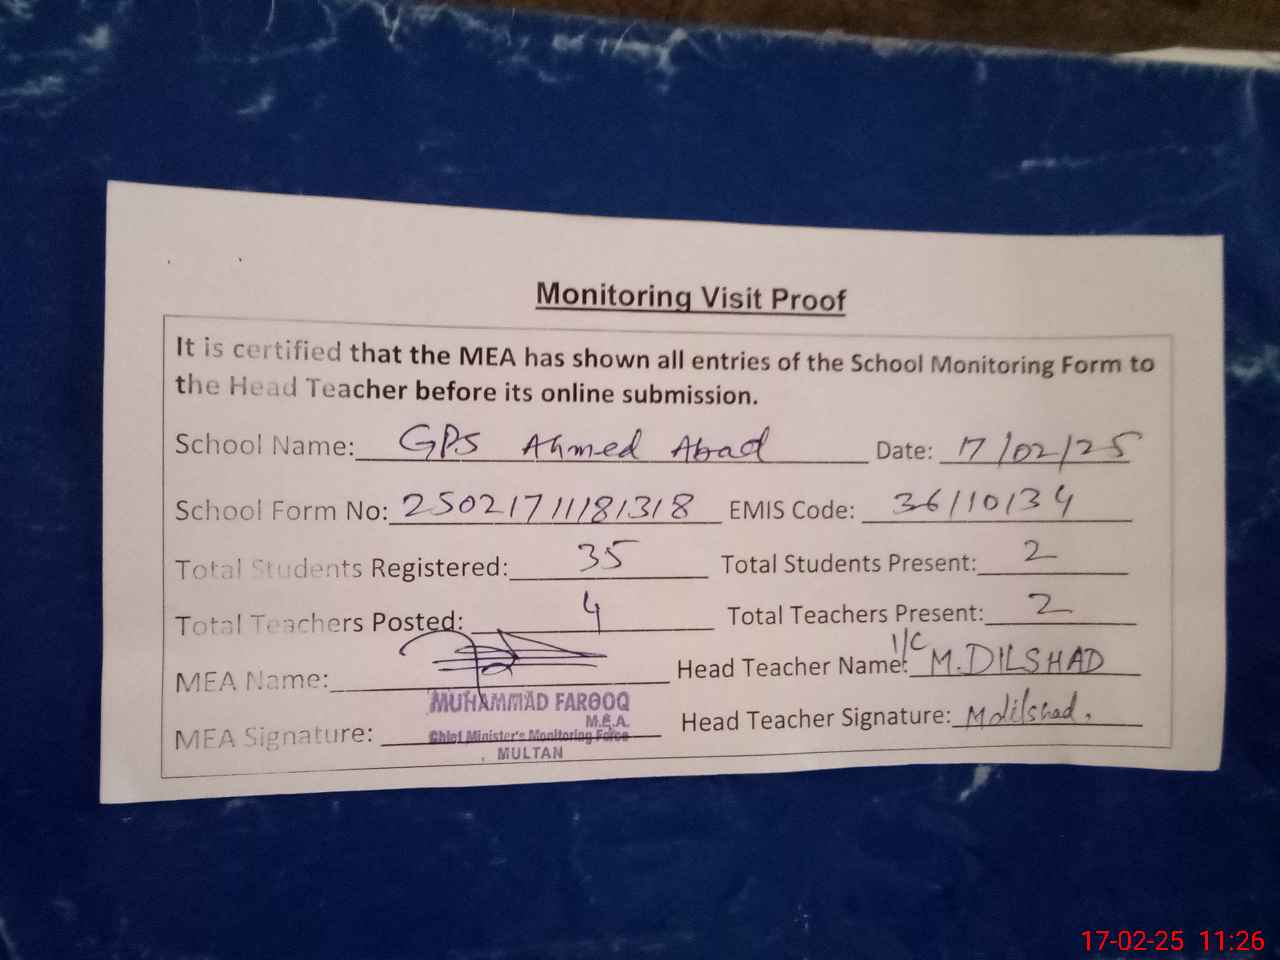 Monitoring Visit Proof
It is certified that the MEA has shown all entries of the School Monitoring Form to
the Head Teacher before its online submission.
School Name: GPS Ahmed Abad Date: 17/02/25
School Form No: 25021711181318 EMIS Code: 36110134
Total Students Registered: 35 Total Students Present: 2
Total Teachers Posted: 4 Total Teachers Present: 2
MEA Name: Head Teacher Name: I/C M.DILSHAD
MUHAMMAD FAROOQ
M.E.A.
MEA Signature: Head Teacher Signature: Mdilshad.
Chief Minister's Monitoring Force
MULTAN
17-02-25 11:26